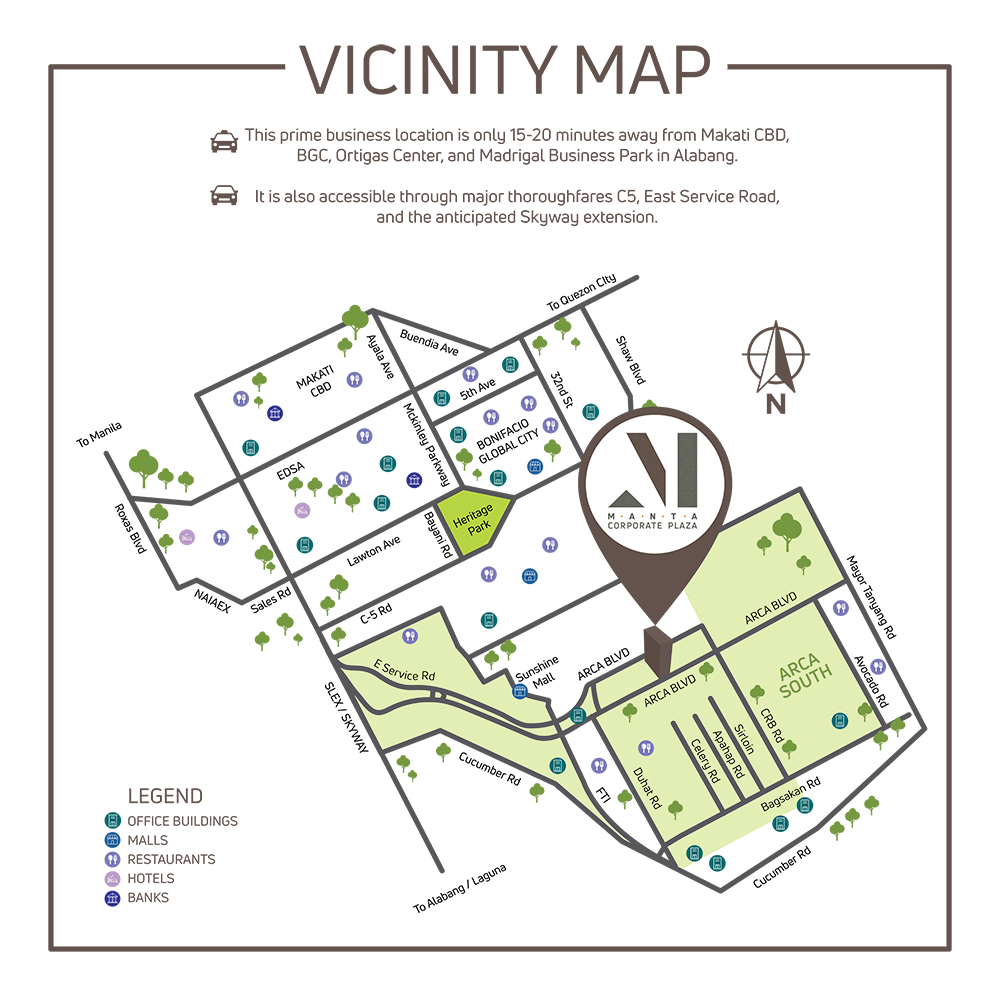 VICINITY MAP
This prime business location is only 15-20 minutes away from Makati CBD,
BGC, Ortigas Center, and Madrigal Business Park in Alabang.
It is also accessible through major thoroughfares C5, East Service Road,
and the anticipated Skyway extension.
To Quezon CIty
Buendia Ave
Ayala Ave
Shaw Blvd
MAKATI
CBD
5th Ave
32nd St
N
To Manila
Mckinley Parkway
BONIFACIO
GLOBAL CITY
EDSA
Roxas Blvd
Heritage
Park
Bayani Rd
Lawton Ave
M.A.N.T.A
CORPORATE PLAZA
NAIAEX
Sales Rd
C-5 Rd
Mayor Tanyang Rd
ARCA BLVD
E Service Rd
Sunshine
Mall
ARCA BLVD
ARCA BLVD
ARCA
SOUTH
Avocado Rd
SLEX / SKYWAY
CRB Rd
Sirloin
Apahap Rd
Celery Rd
Cucumber Rd
FTI
Duhat Rd
Bagsakan Rd
Cucumber Rd
To Alabang / Laguna
LEGEND
OFFICE BUILDINGS
MALLS
RESTAURANTS
HOTELS
BANKS